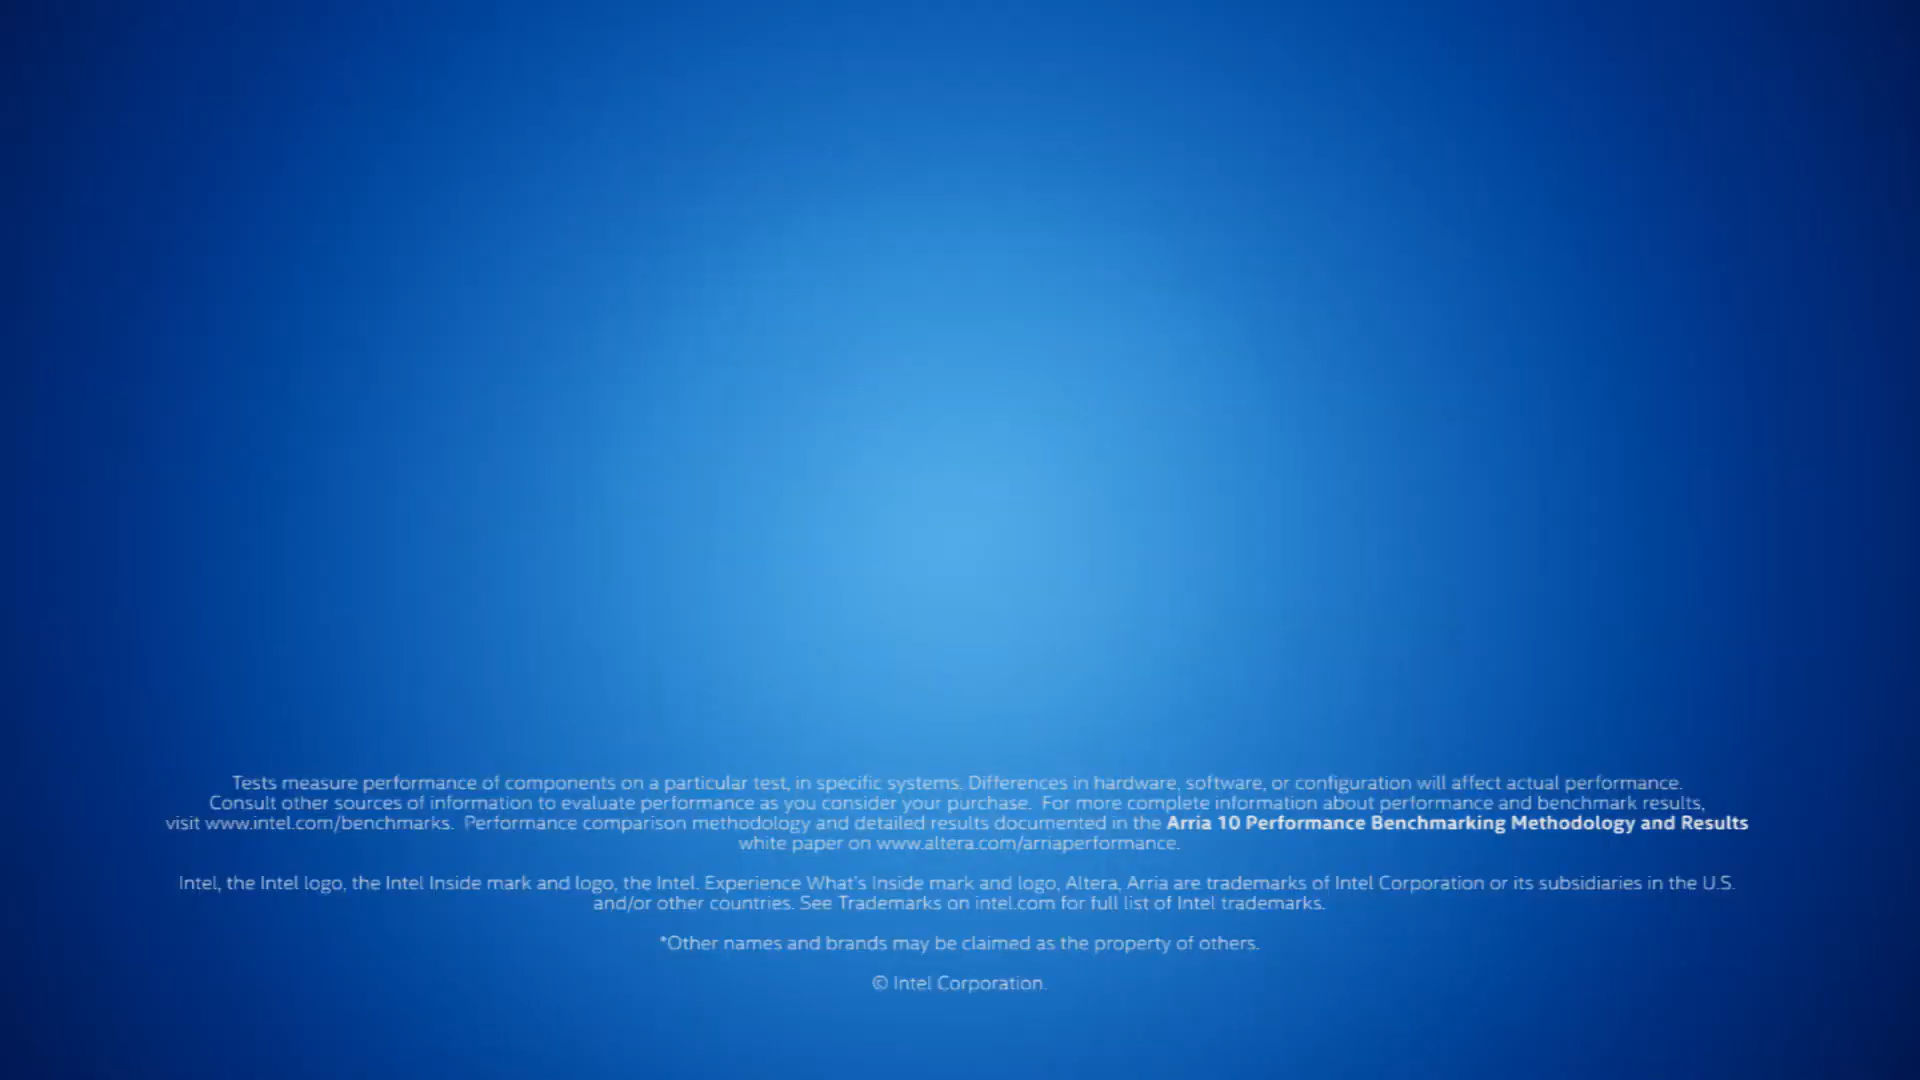 Tests measure performance of components on a particular test, in specific systems. Differences in hardware, software, or configuration will affect actual performance.
Consult other sources of information to evaluate performance as you consider your purchase.  For more complete information about performance and benchmark results,
visit www.intel.com/benchmarks.  Performance comparison methodology and detailed results documented in the Arria 10 Performance Benchmarking Methodology and Results
white paper on www.altera.com/arriaperformance.
Intel, the Intel logo, the Intel Inside mark and logo, the Intel. Experience What's Inside mark and logo, Altera, Arria are trademarks of Intel Corporation or its subsidiaries in the U.S.
and/or other countries. See Trademarks on intel.com for full list of Intel trademarks.
*Other names and brands may be claimed as the property of others.
© Intel Corporation.